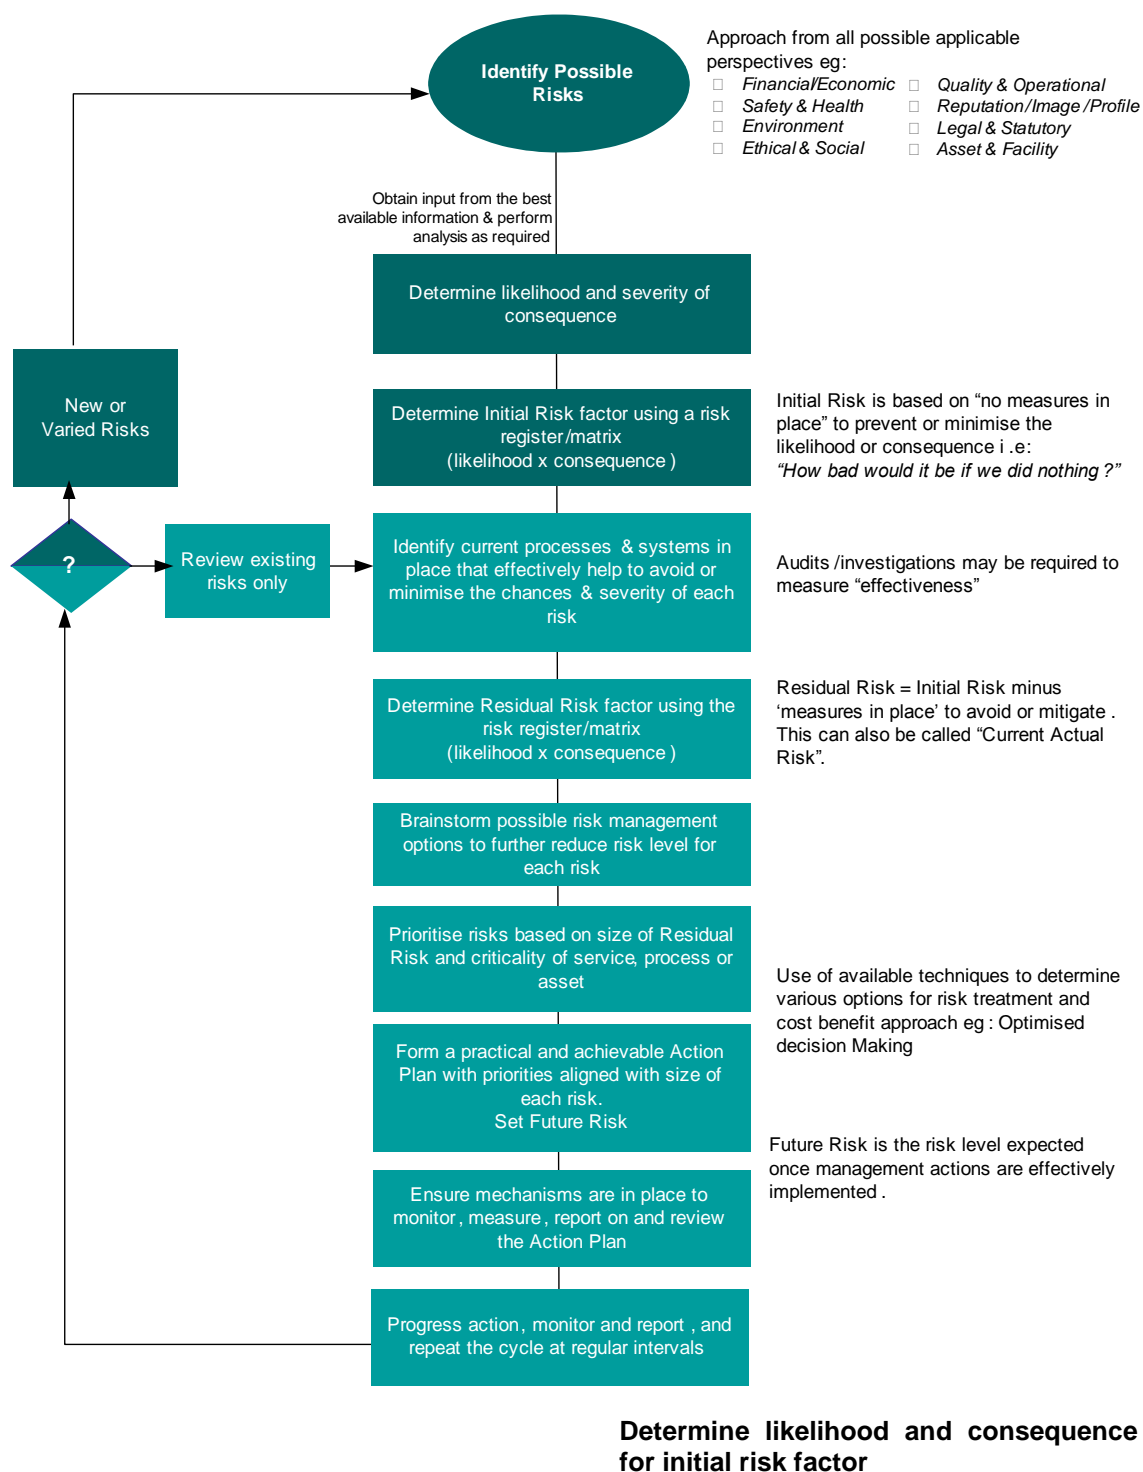 Identify Possible
Risks
Approach from all possible applicable
perspectives eg:
Financial/Economic
Safety & Health
Environment
Ethical & Social
Quality & Operational
Reputation/Image/Profile
Legal & Statutory
Asset & Facility
Obtain input from the best
available information & perform
analysis as required
Determine likelihood and severity of
consequence
New or
Varied Risks
Determine Initial Risk factor using a risk
register/matrix
(likelihood x consequence)
Initial Risk is based on “no measures in
place” to prevent or minimise the
likelihood or consequence i.e:
“How bad would it be if we did nothing?”
?
Review existing
risks only
Identify current processes & systems in
place that effectively help to avoid or
minimise the chances & severity of each
risk
Audits/investigations may be required to
measure “effectiveness”
Determine Residual Risk factor using the
risk register/matrix
(likelihood x consequence)
Residual Risk = Initial Risk minus
‘measures in place’ to avoid or mitigate.
This can also be called “Current Actual
Risk”.
Brainstorm possible risk management
options to further reduce risk level for
each risk
Prioritise risks based on size of Residual
Risk and criticality of service, process or
asset
Use of available techniques to determine
various options for risk treatment and
cost benefit approach eg: Optimised
decision Making
Form a practical and achievable Action
Plan with priorities aligned with size of
each risk.
Set Future Risk
Future Risk is the risk level expected
once management actions are effectively
implemented.
Ensure mechanisms are in place to
monitor, measure, report on and review
the Action Plan
Progress action, monitor and report, and
repeat the cycle at regular intervals
Determine likelihood and consequence
for initial risk factor